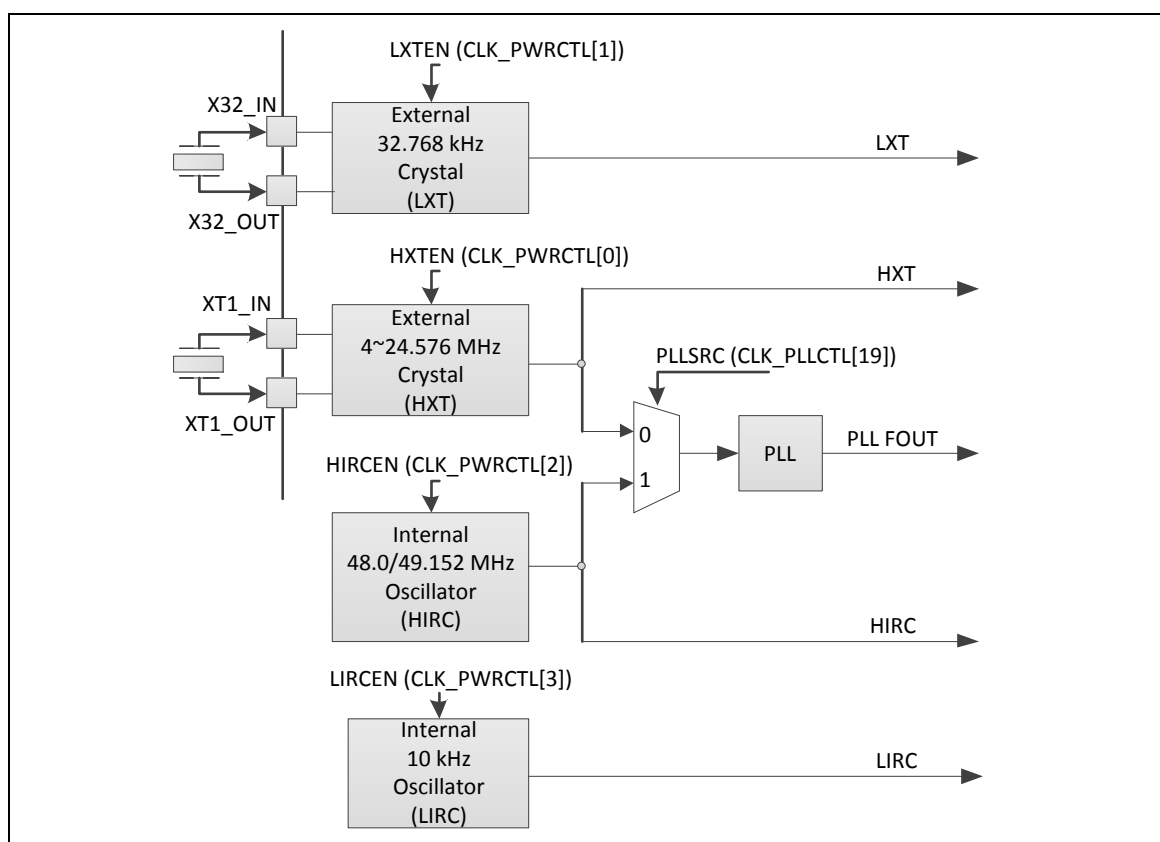 LXTEN (CLK_PWRCTL[1])
X32_IN
External
32.768 kHz
Crystal
(LXT)
LXT
X32_OUT
HXTEN (CLK_PWRCTL[0])
HXT
XT1_IN
External
4~24.576 MHz
Crystal
(HXT)
PLLSRC (CLK_PLLCTL[19])
XT1_OUT
0
1
PLL
PLL FOUT
HIRCEN (CLK_PWRCTL[2])
Internal
48.0/49.152 MHz
Oscillator
(HIRC)
HIRC
LIRCEN (CLK_PWRCTL[3])
Internal
10 kHz
Oscillator
(LIRC)
LIRC